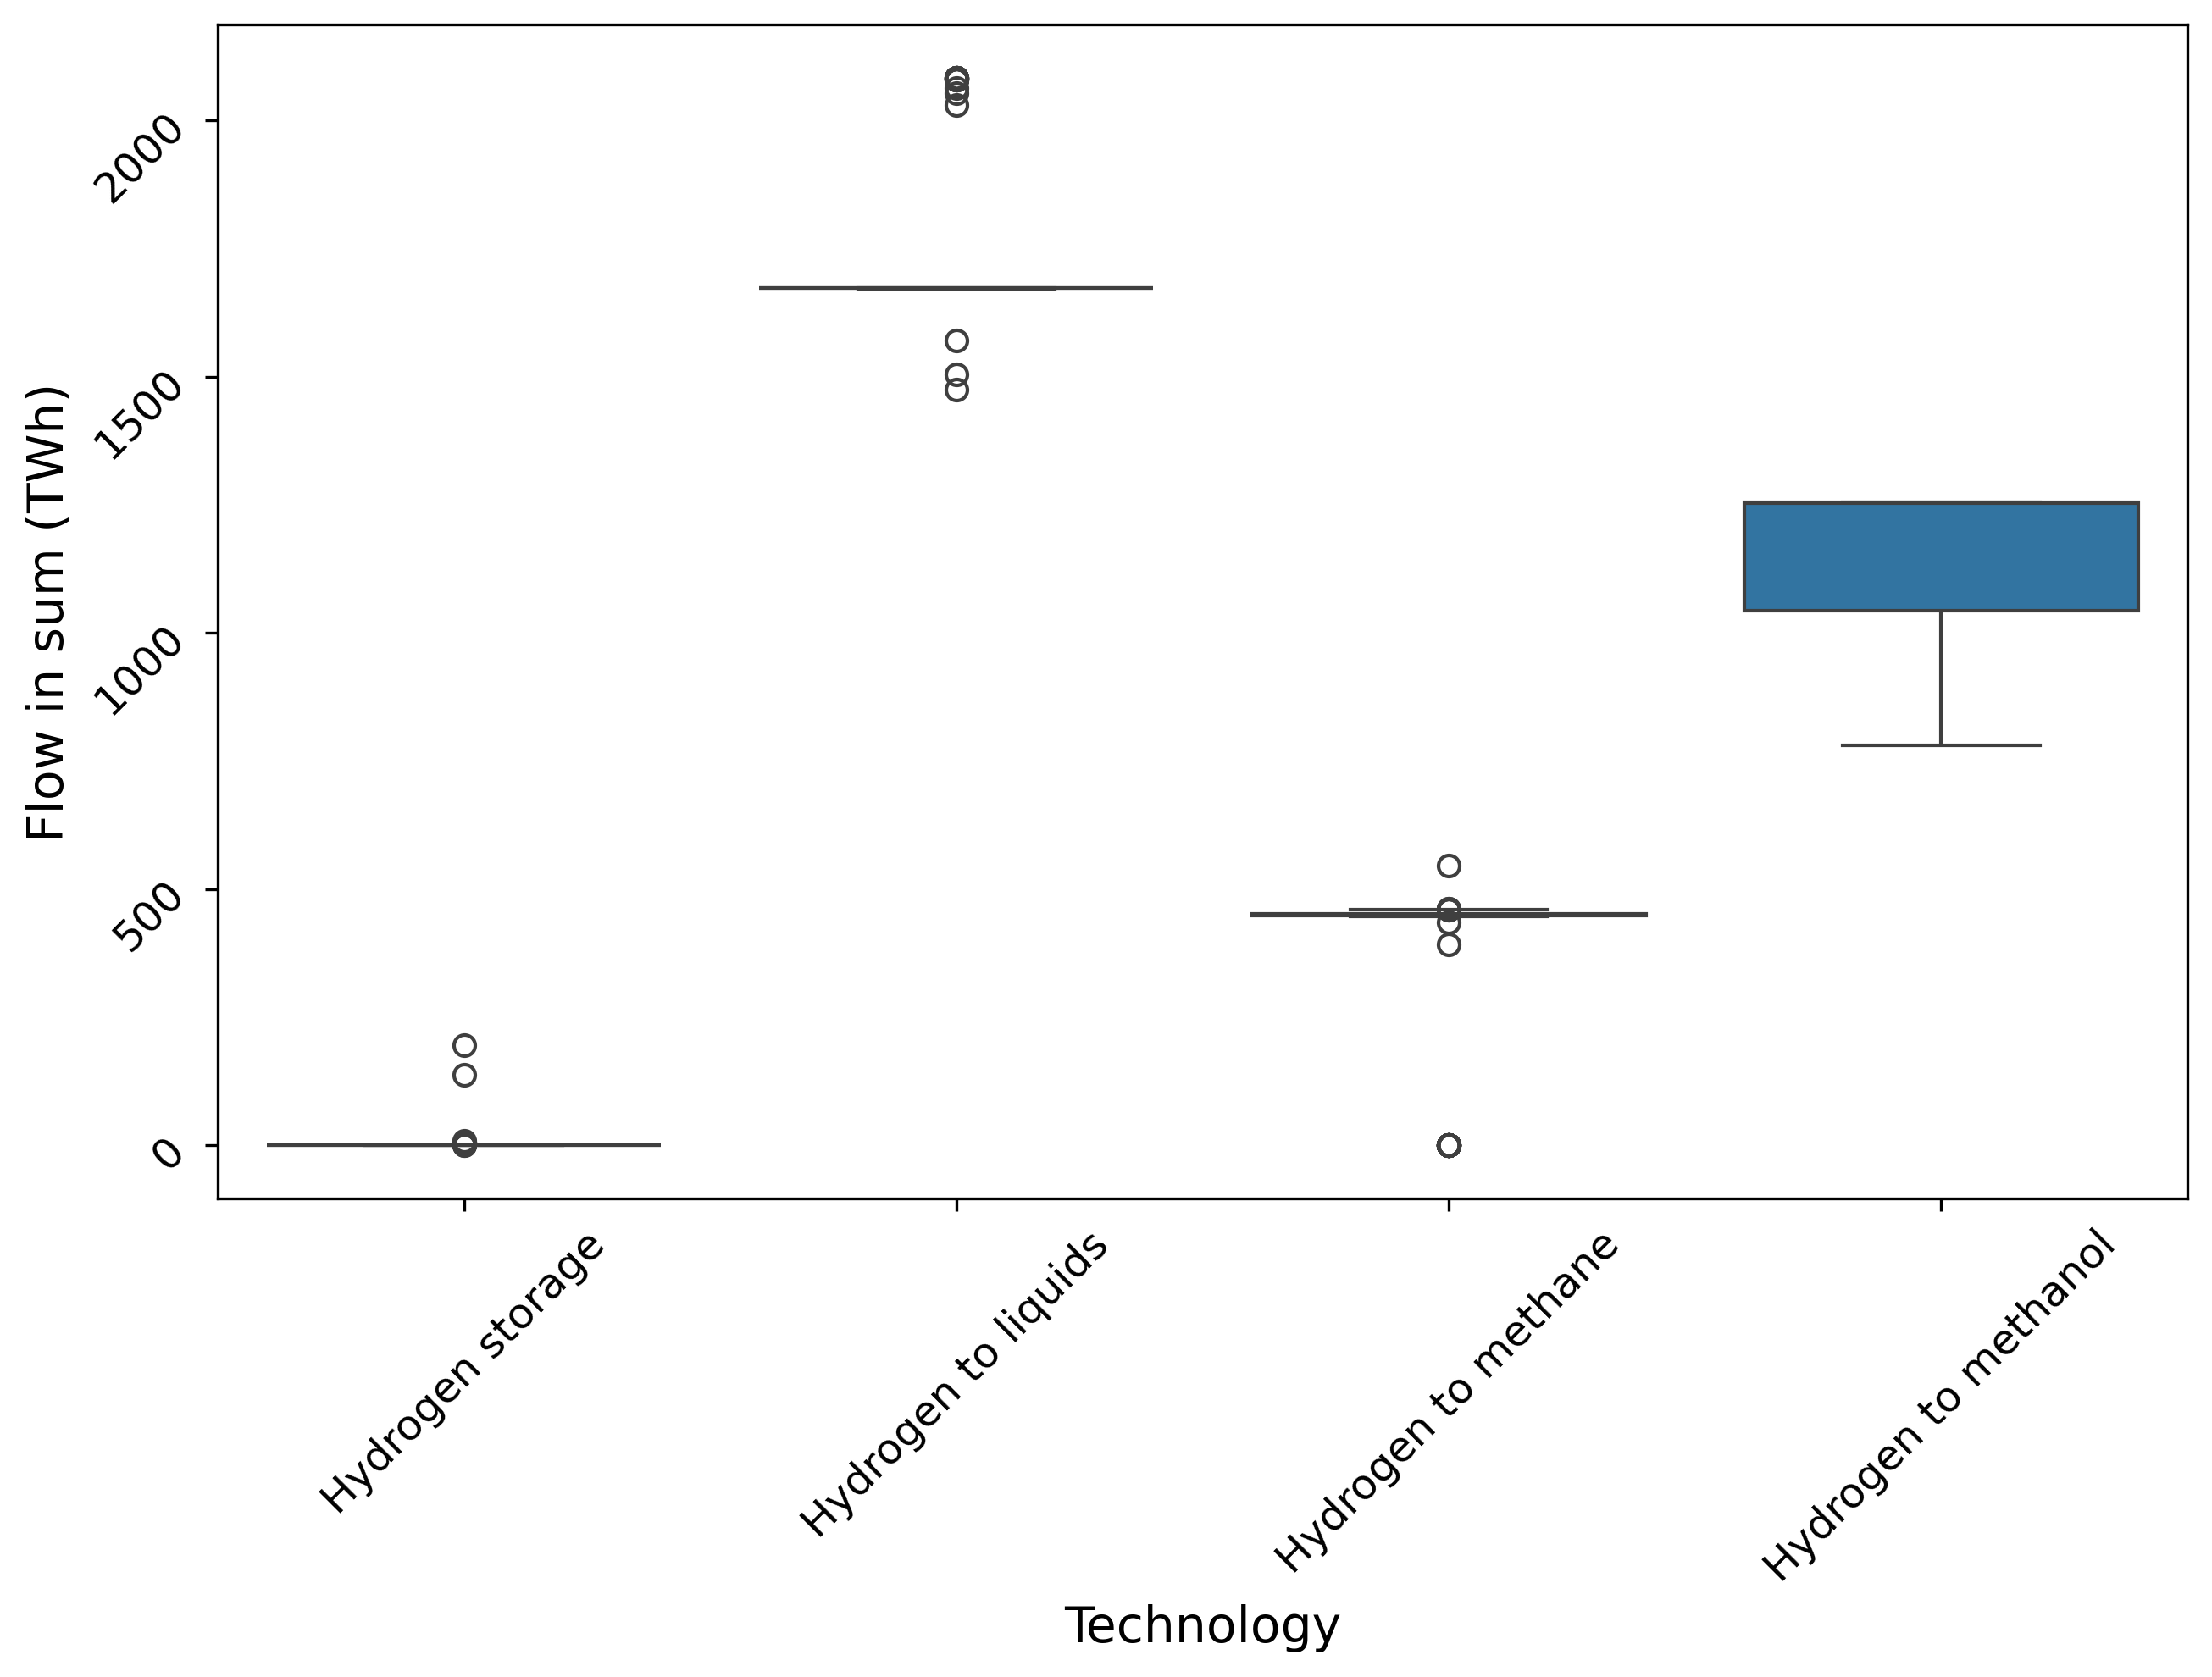 Flow in sum (TWh)
2000
1500
1000
500
0
Hydrogen storage
Hydrogen to liquids
Hydrogen to methane
Hydrogen to methanol
Technology